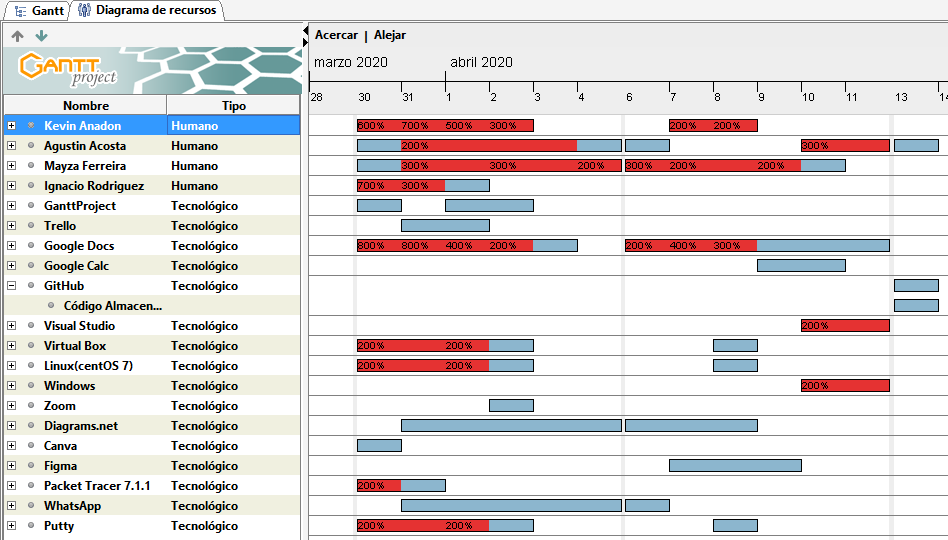 Gantt Diagrama de recursos
Acercar | Alejar
GANTT project
marzo 2020 abril 2020
28 30 31 1 2 3 4 6 7 8 9 10 11 13 14
Nombre Tipo
Kevin Anadon Humano 600% 700% 500% 300% 200% 200%
Agustin Acosta Humano 200% 300%
Mayza Ferreira Humano 300% 300% 200% 300% 200% 200%
Ignacio Rodriguez Humano 700% 300%
GanttProject Tecnológico
Trello Tecnológico
Google Docs Tecnológico 800% 800% 400% 200% 200% 400% 300%
Google Calc Tecnológico
GitHub Tecnológico
Código Almacen...
Visual Studio Tecnológico 200%
Virtual Box Tecnológico 200% 200%
Linux(centOS 7) Tecnológico 200% 200%
Windows Tecnológico 200%
Zoom Tecnológico
Diagrams.net Tecnológico
Canva Tecnológico
Figma Tecnológico
Packet Tracer 7.1.1 Tecnológico 200%
WhatsApp Tecnológico
Putty Tecnológico 200% 200%